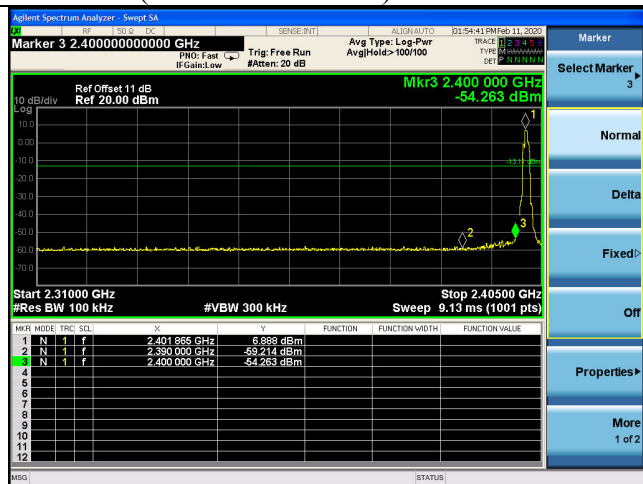 Agilent Spectrum Analyzer - Swept SA
RF 50 Ω DC SENSE:INT ALIGN AUTO 01:54:41 PM Feb 11, 2020
Marker 3 2.400000000000 GHz
PNO: Fast
IFGain:Low
Trig: Free Run
#Atten: 20 dB
Avg Type: Log-Pwr
Avg|Hold>100/100
TRACE 1 2 3 4 5 6
TYPE
DET P N N N N N
Mkr3 2.400 000 GHz
-54.263 dBm
Ref Offset 11 dB
10 dB/div Ref 20.00 dBm
Log
10.0
0.00
-10.0
-20.0
-30.0
-40.0
-50.0
-60.0
-70.0
1
2
3
Start 2.31000 GHz Stop 2.40500 GHz
#Res BW 100 kHz #VBW 300 kHz Sweep 9.13 ms (1001 pts)
MKR MODE TRC SCL X Y FUNCTION FUNCTION WIDTH FUNCTION VALUE
1 N 1 f 2.401 865 GHz 6.888 dBm
2 N 1 f 2.390 000 GHz -59.214 dBm
3 N 1 f 2.400 000 GHz -54.263 dBm
4
5
6
7
8
9
10
11
12
MSG STATUS
Marker
Select Marker
3
Normal
Delta
Fixed
Off
Properties
More
1 of 2